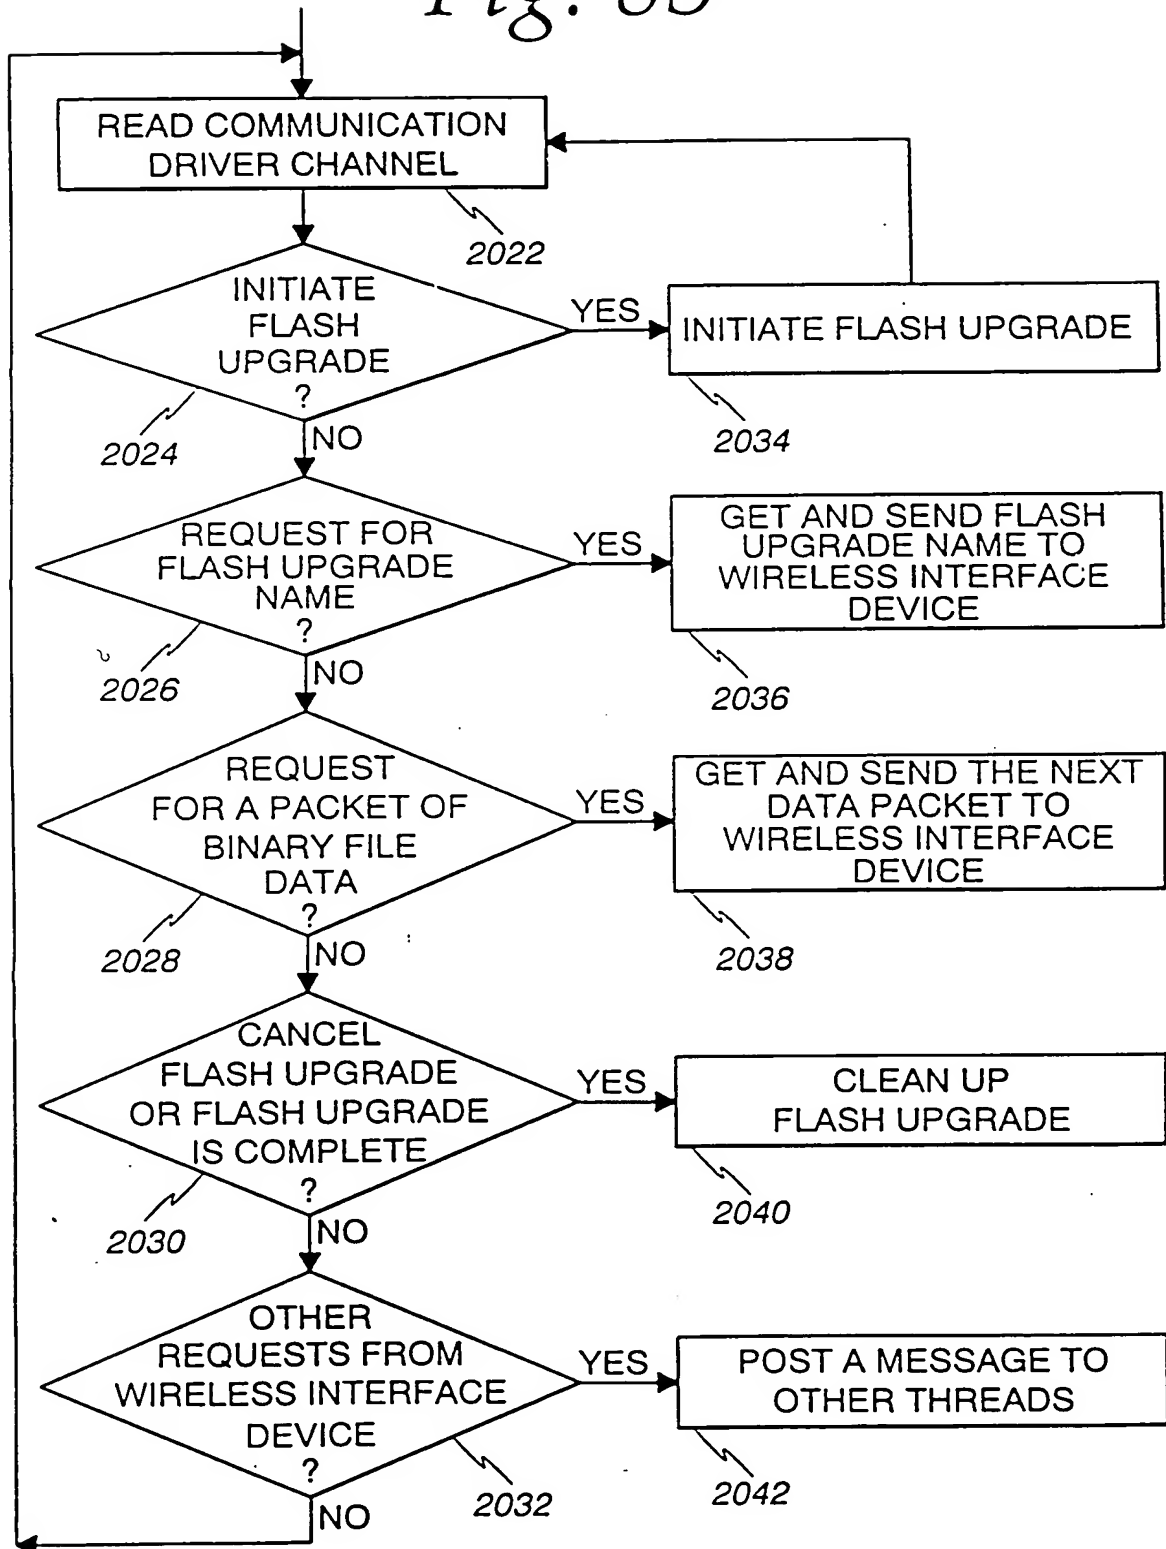 READ COMMUNICATION
DRIVER CHANNEL
2022
INITIATE
FLASH
UPGRADE
?
YES
INITIATE FLASH UPGRADE
2024
NO
2034
REQUEST FOR
FLASH UPGRADE
NAME
?
YES
GET AND SEND FLASH
UPGRADE NAME TO
WIRELESS INTERFACE
DEVICE
2026
NO
2036
REQUEST
FOR A PACKET OF
BINARY FILE
DATA
?
YES
GET AND SEND THE NEXT
DATA PACKET TO
WIRELESS INTERFACE
DEVICE
2028
NO
2038
CANCEL
FLASH UPGRADE
OR FLASH UPGRADE
IS COMPLETE
?
YES
CLEAN UP
FLASH UPGRADE
2030
NO
2040
OTHER
REQUESTS FROM
WIRELESS INTERFACE
DEVICE
?
YES
POST A MESSAGE TO
OTHER THREADS
2032
NO
2042